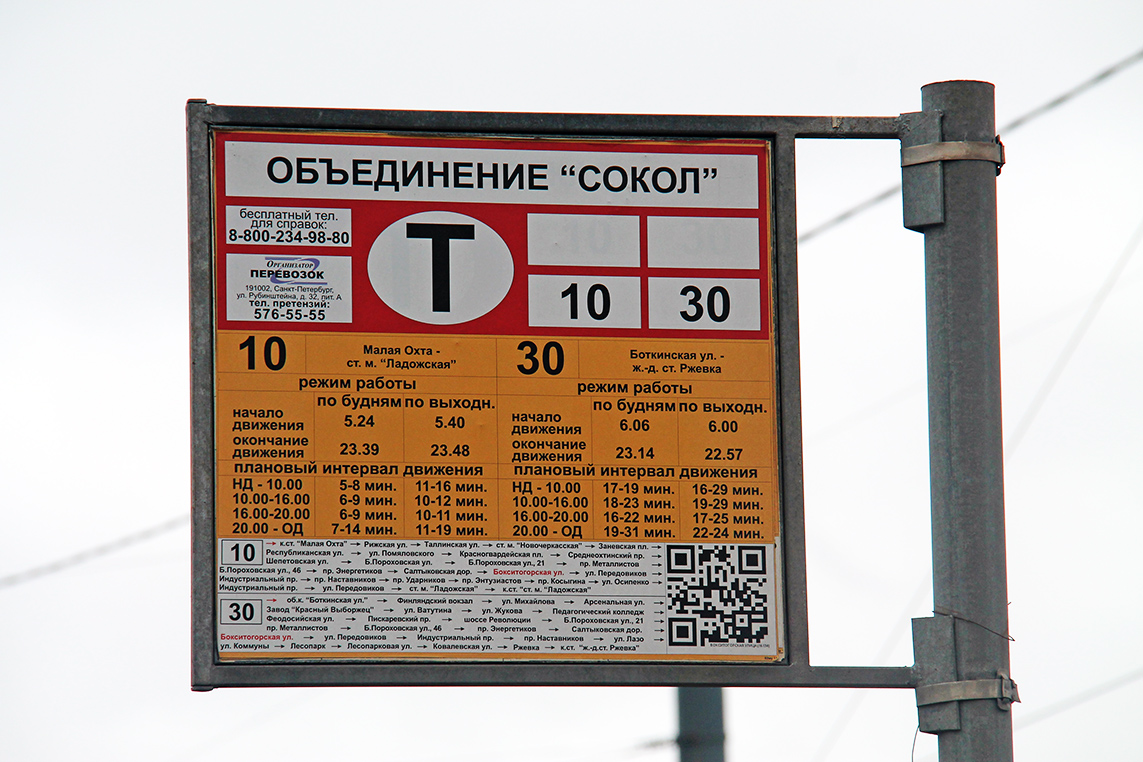 ОБЪЕДИНЕНИЕ “СОКОЛ”
бесплатный тел.
для справок:
8-800-234-98-80
Организатор
ПЕРЕВОЗОК
191002, Санкт-Петербург,
ул. Рубинштейна, д. 32, лит. А
тел. претензий:
576-55-55
Т
10 30
10 Малая Охта -
ст. м. “Ладожская”
30 Боткинская ул. -
ж.-д. ст. Ржевка
режим работы
по будням по выходн.
начало
движения 5.24 5.40
окончание
движения 23.39 23.48
плановый интервал движения
НД - 10.00 5-8 мин. 11-16 мин.
10.00-16.00 6-9 мин. 10-12 мин.
16.00-20.00 6-9 мин. 10-11 мин.
20.00 - ОД 7-14 мин. 11-19 мин.
режим работы
по будням по выходн.
начало
движения 6.06 6.00
окончание
движения 23.14 22.57
плановый интервал движения
НД - 10.00 17-19 мин. 16-29 мин.
10.00-16.00 18-23 мин. 19-29 мин.
16.00-20.00 16-22 мин. 17-25 мин.
20.00 - ОД 19-31 мин. 22-24 мин.
10 → к.ст. "Малая Охта" → Рижская ул. → Таллинская ул. → ст. м. "Новочеркасская" → Заневская пл. →
Республиканская ул. → ул. Помяловского → Красногвардейская пл. → Среднеохтинский пр. →
Шепетовская ул. → Б.Пороховская ул. → Б.Пороховская ул., 21 → пр. Металлистов →
Б.Пороховская ул., 46 → пр. Энергетиков → Салтыковская дор. → Бокситогорская ул. → ул. Передовиков →
Индустриальный пр. → пр. Наставников → пр. Ударников → пр. Энтузиастов → пр. Косыгина → ул. Осипенко →
Индустриальный пр. → ул. Передовиков → ст. м. "Ладожская" → к.ст. "ст. м. "Ладожская"
30 → об.к. "Боткинская ул." → Финляндский вокзал → ул. Михайлова → Арсенальная ул. →
Завод "Красный Выборжец" → ул. Ватутина → ул. Жукова → Педагогический колледж →
Феодосийская ул. → Пискаревский пр. → шоссе Революции → Б.Пороховская ул., 21 →
пр. Металлистов → Б.Пороховская ул., 46 → пр. Энергетиков → Салтыковская дор. →
Бокситогорская ул. → ул. Передовиков → Индустриальный пр. → пр. Наставников → ул. Лазо →
ул. Коммуны → Лесопарк → Лесопарковая ул. → Ковалевская ул. → Ржевка → к.ст. "ж.-д.ст. Ржевка"